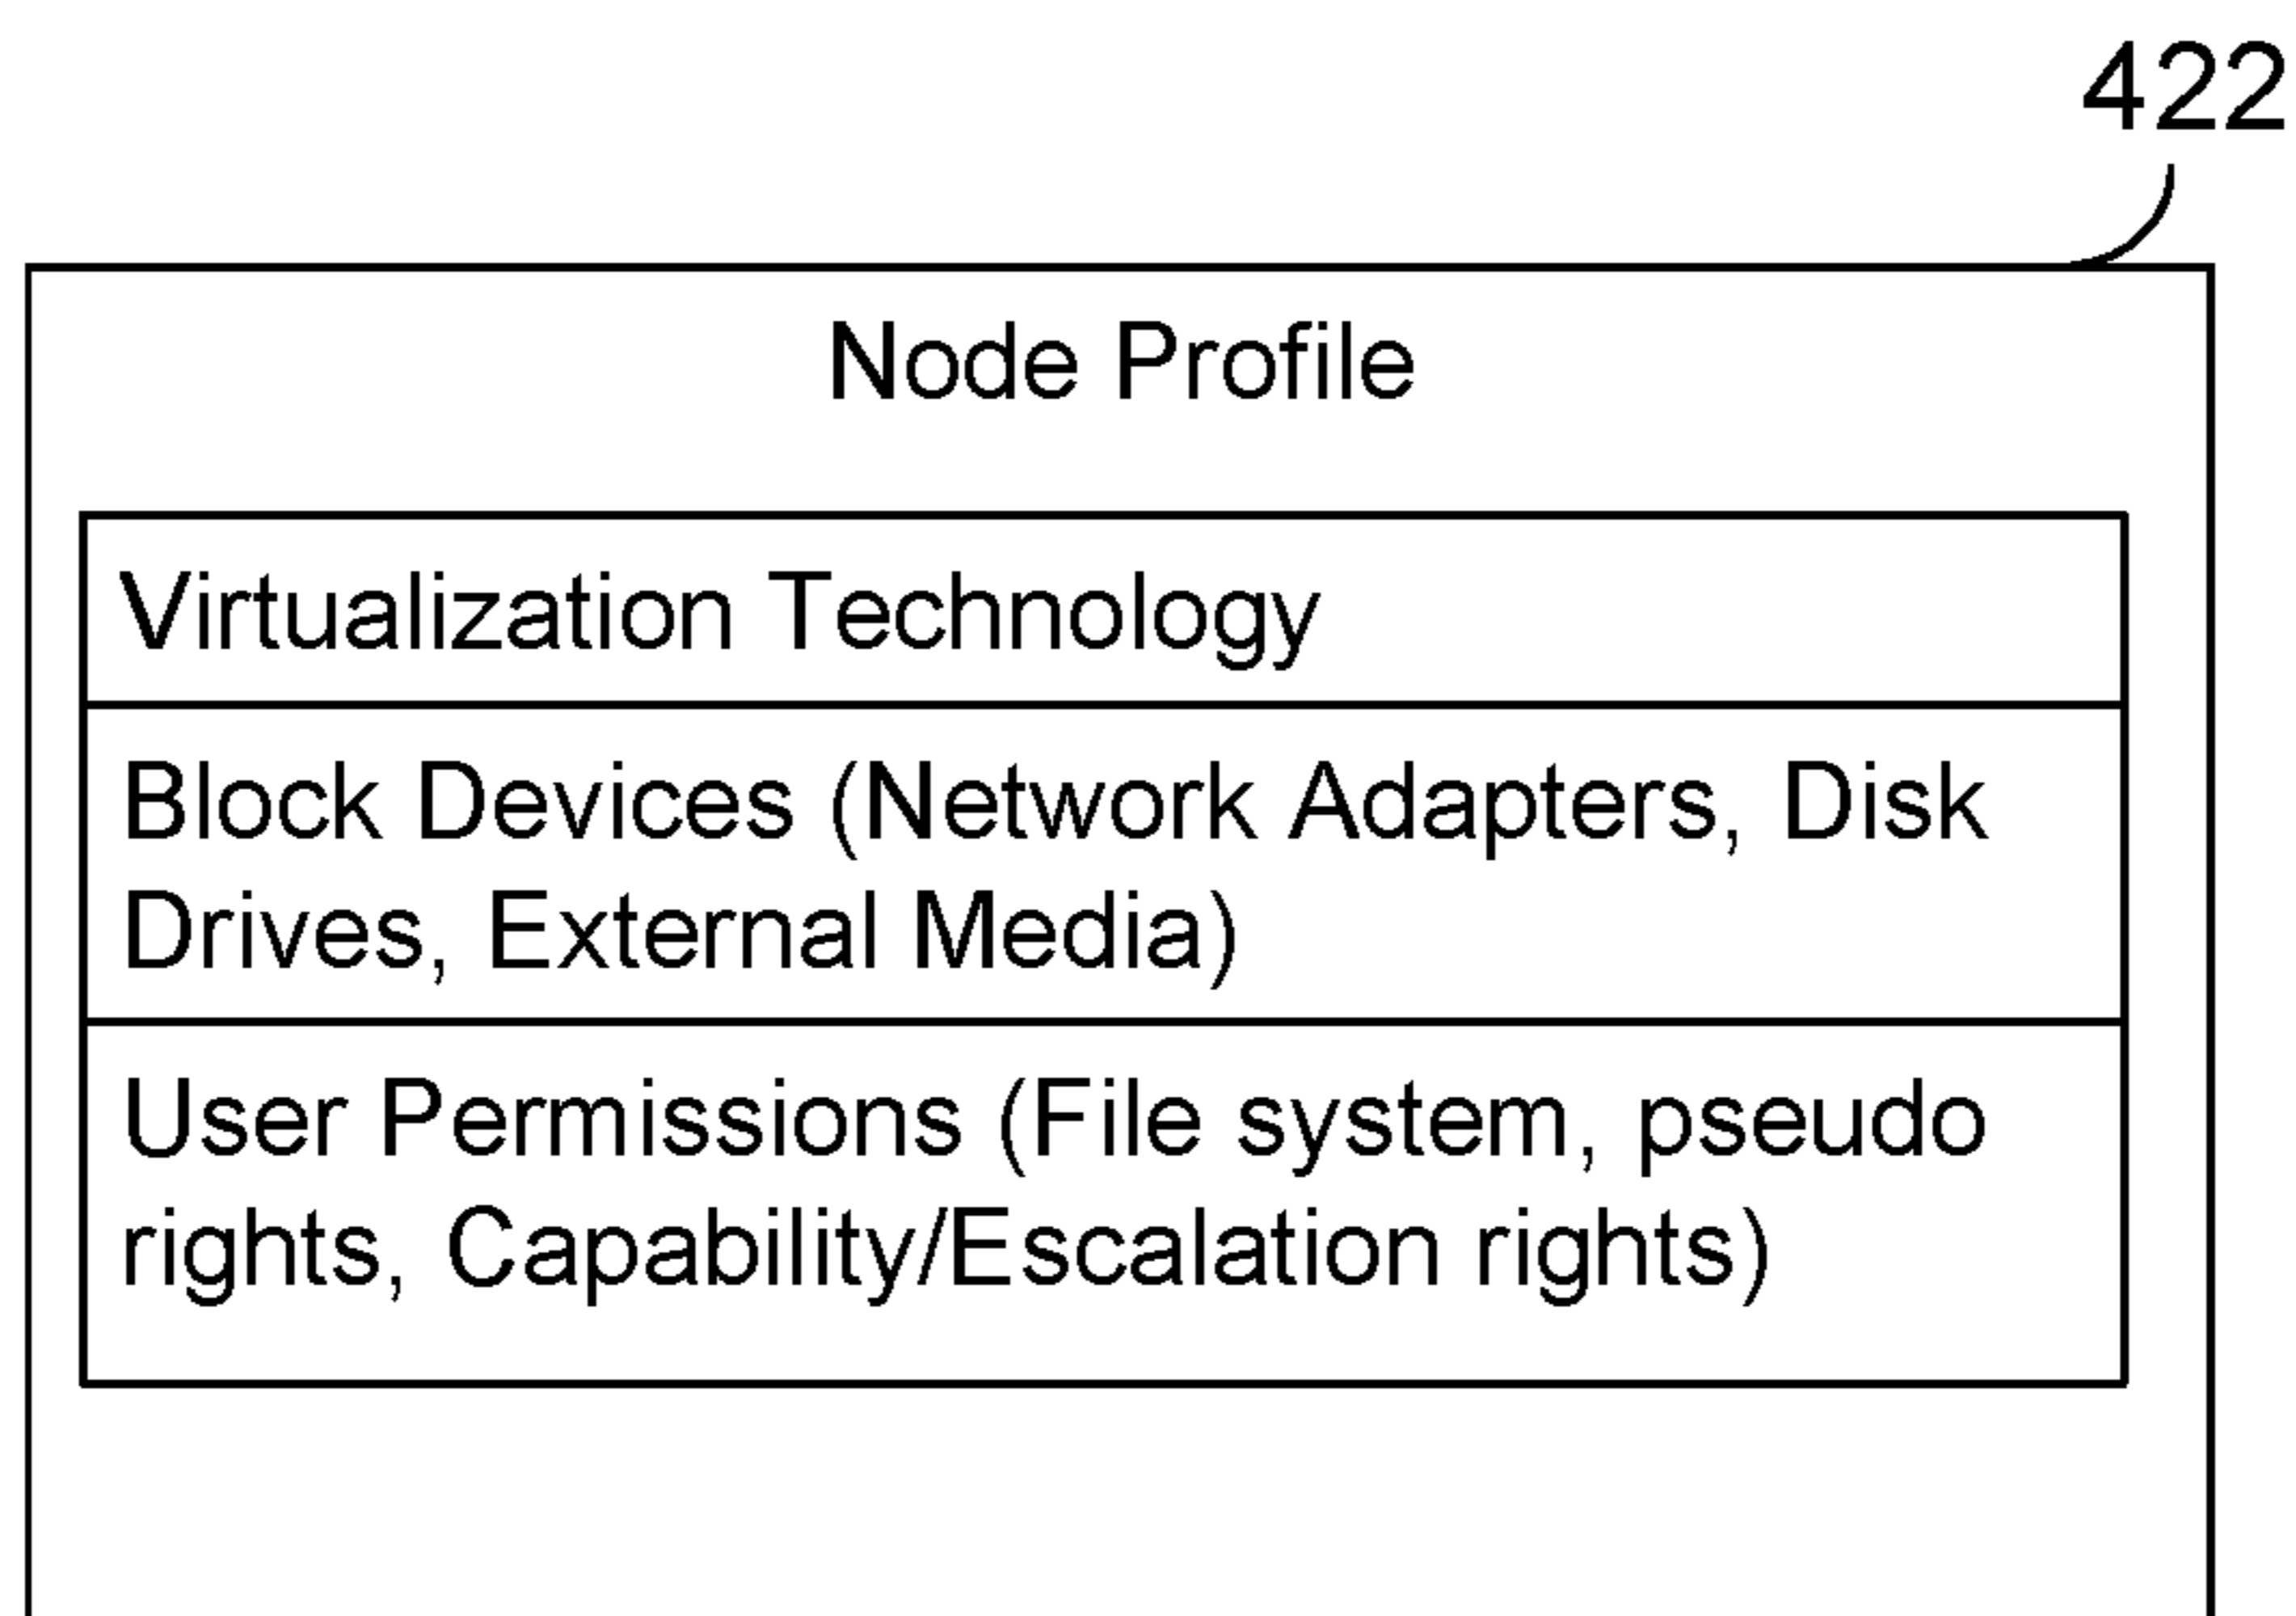 422
Node Profile
Virtualization Technology
Block Devices (Network Adapters, Disk
Drives, External Media)
User Permissions (File system, pseudo
rights, Capability/Escalation rights)